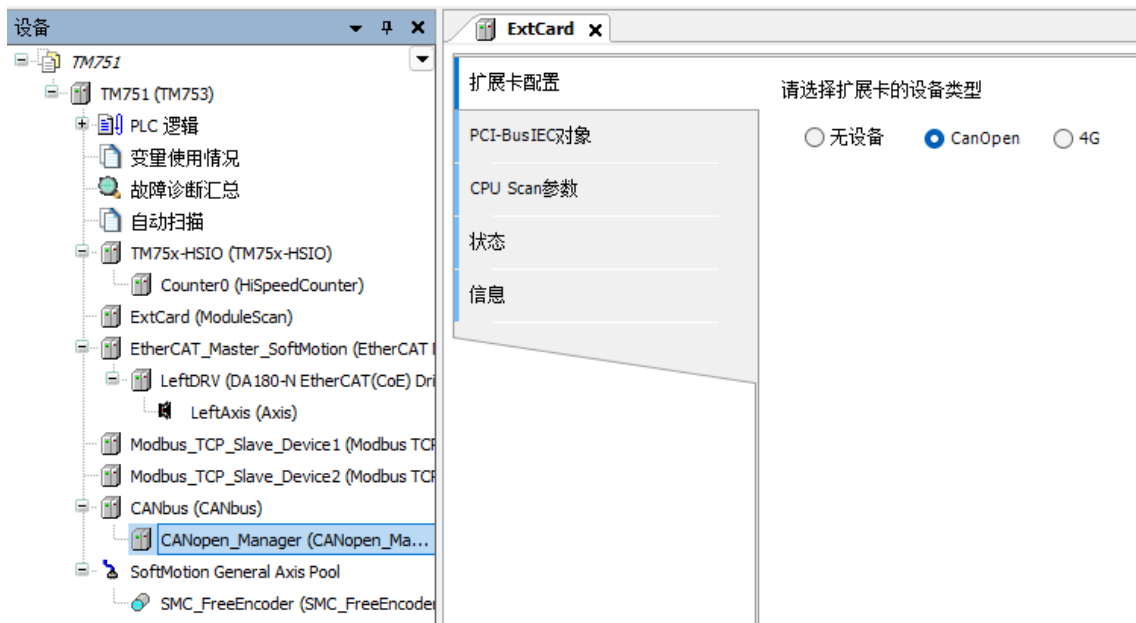 设备
TM751
TM751 (TM753)
PLC 逻辑
变量使用情况
故障诊断汇总
自动扫描
TM75x-HSIO (TM75x-HSIO)
Counter0 (HiSpeedCounter)
ExtCard (ModuleScan)
EtherCAT_Master_SoftMotion (EtherCAT
LeftDRV (DA180-N EtherCAT(CoE) Dri
LeftAxis (Axis)
Modbus_TCP_Slave_Device1 (Modbus TCP
Modbus_TCP_Slave_Device2 (Modbus TCP
CANbus (CANbus)
CANopen_Manager (CANopen_Ma...
SoftMotion General Axis Pool
SMC_FreeEncoder (SMC_FreeEncoder
ExtCard
扩展卡配置
PCI-BusIEC对象
CPU Scan参数
状态
信息
请选择扩展卡的设备类型
无设备 CanOpen 4G